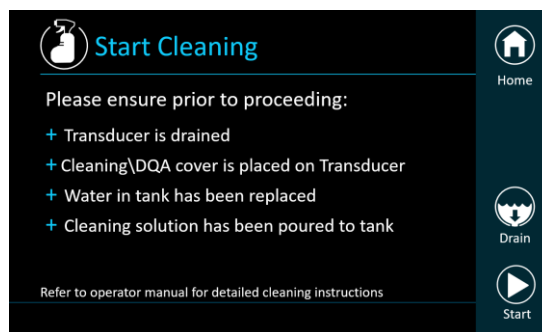 Start Cleaning
Home
Please ensure prior to proceeding:
+ Transducer is drained
+ Cleaning\DQA cover is placed on Transducer
+ Water in tank has been replaced
+ Cleaning solution has been poured to tank
Drain
Refer to operator manual for detailed cleaning instructions
Start